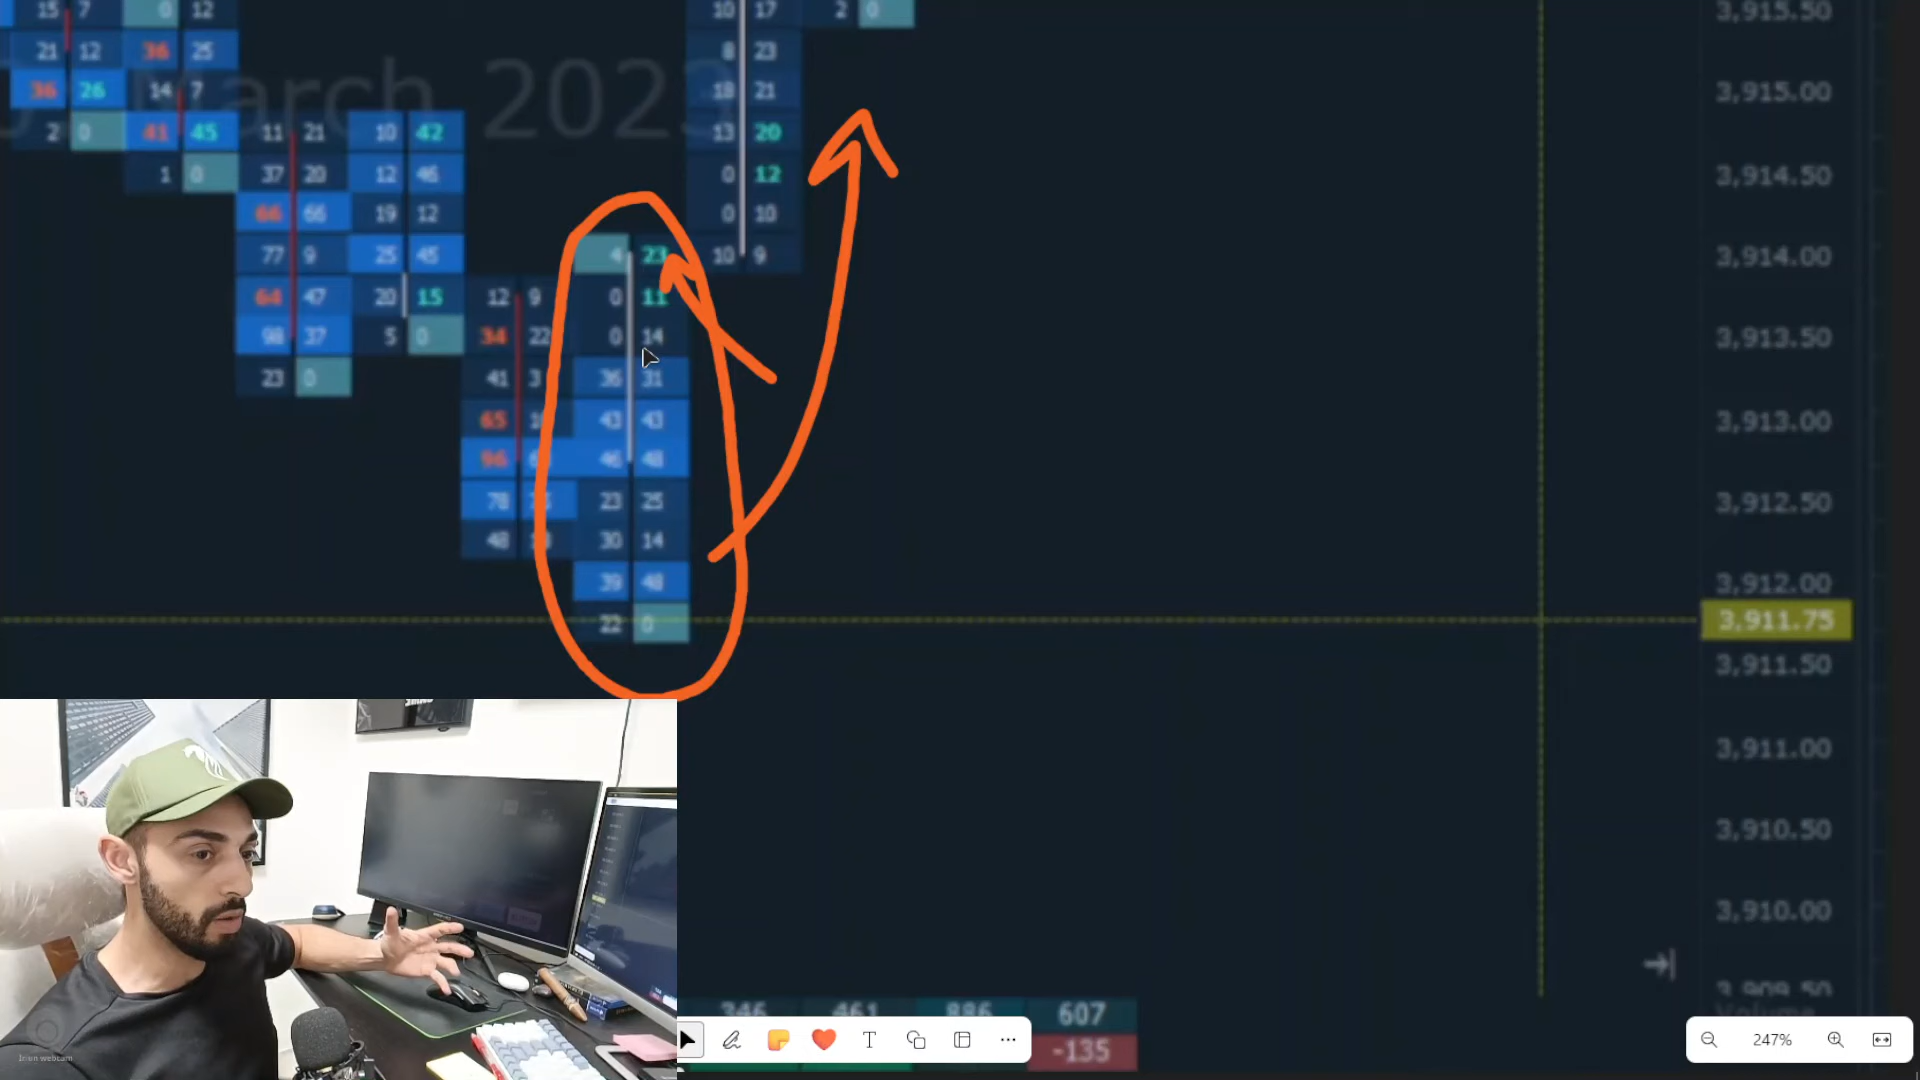 15 7 0 12 10 17 2 0 3,915.50
21 12 36 25 8 23
36 26 14 7 18 21 3,915.00
March 2023
2 0 41 45 11 21 10 42 13 20
1 0 37 20 12 46 0 12 3,914.50
66 66 19 12 0 10
77 9 25 45 4 23 10 9 3,914.00
64 47 20 15 12 9 0 11
98 37 5 0 34 22 0 14 3,913.50
23 0 41 3 36 31
65 43 43 3,913.00
96 46 48
78 23 25 3,912.50
48 30 14
39 48 3,912.00
22 0 3,911.75
3,911.50
3,911.00
3,910.50
3,910.00
3,909.50
Volume
346 461 886 607
-135
T
247%
Iriun webcam